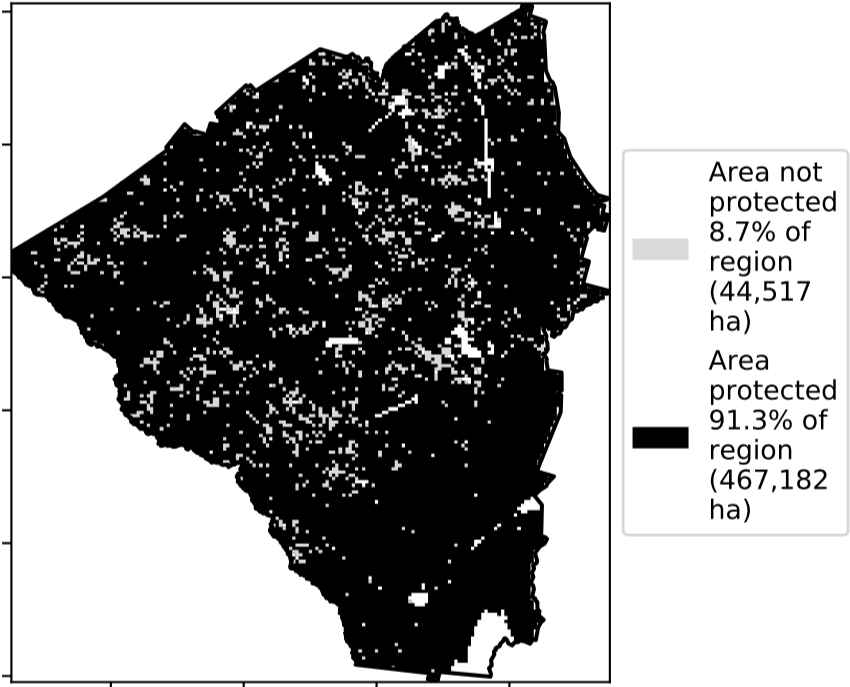 Area not
protected
8.7% of
region
(44,517
ha)
Area
protected
91.3% of
region
(467,182
ha)